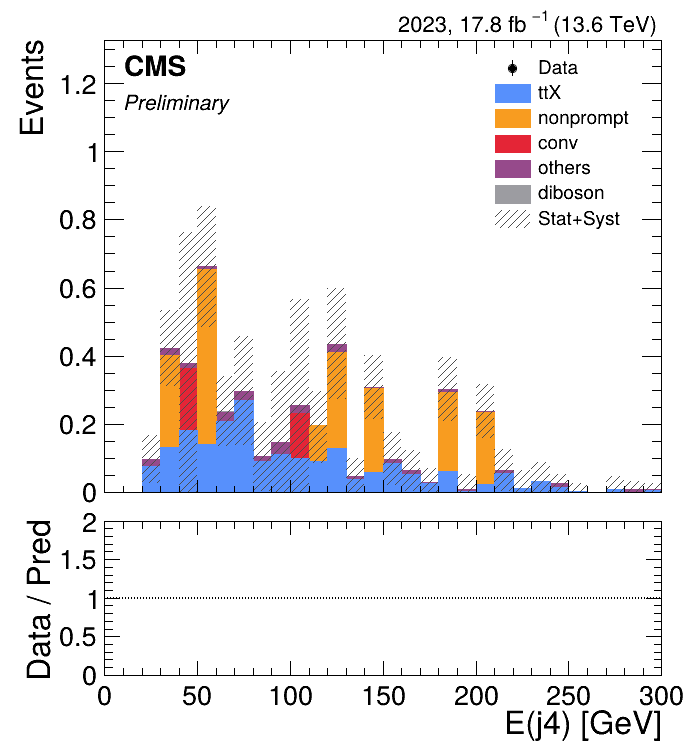 2023, 17.8 fb⁻¹ (13.6 TeV)
CMS
Preliminary
Data
ttX
nonprompt
conv
others
diboson
Stat+Syst
Events
1.2
1
0.8
0.6
0.4
0.2
0
Data / Pred
2
1.5
1
0.5
0
0 50 100 150 200 250 300
E(j4) [GeV]